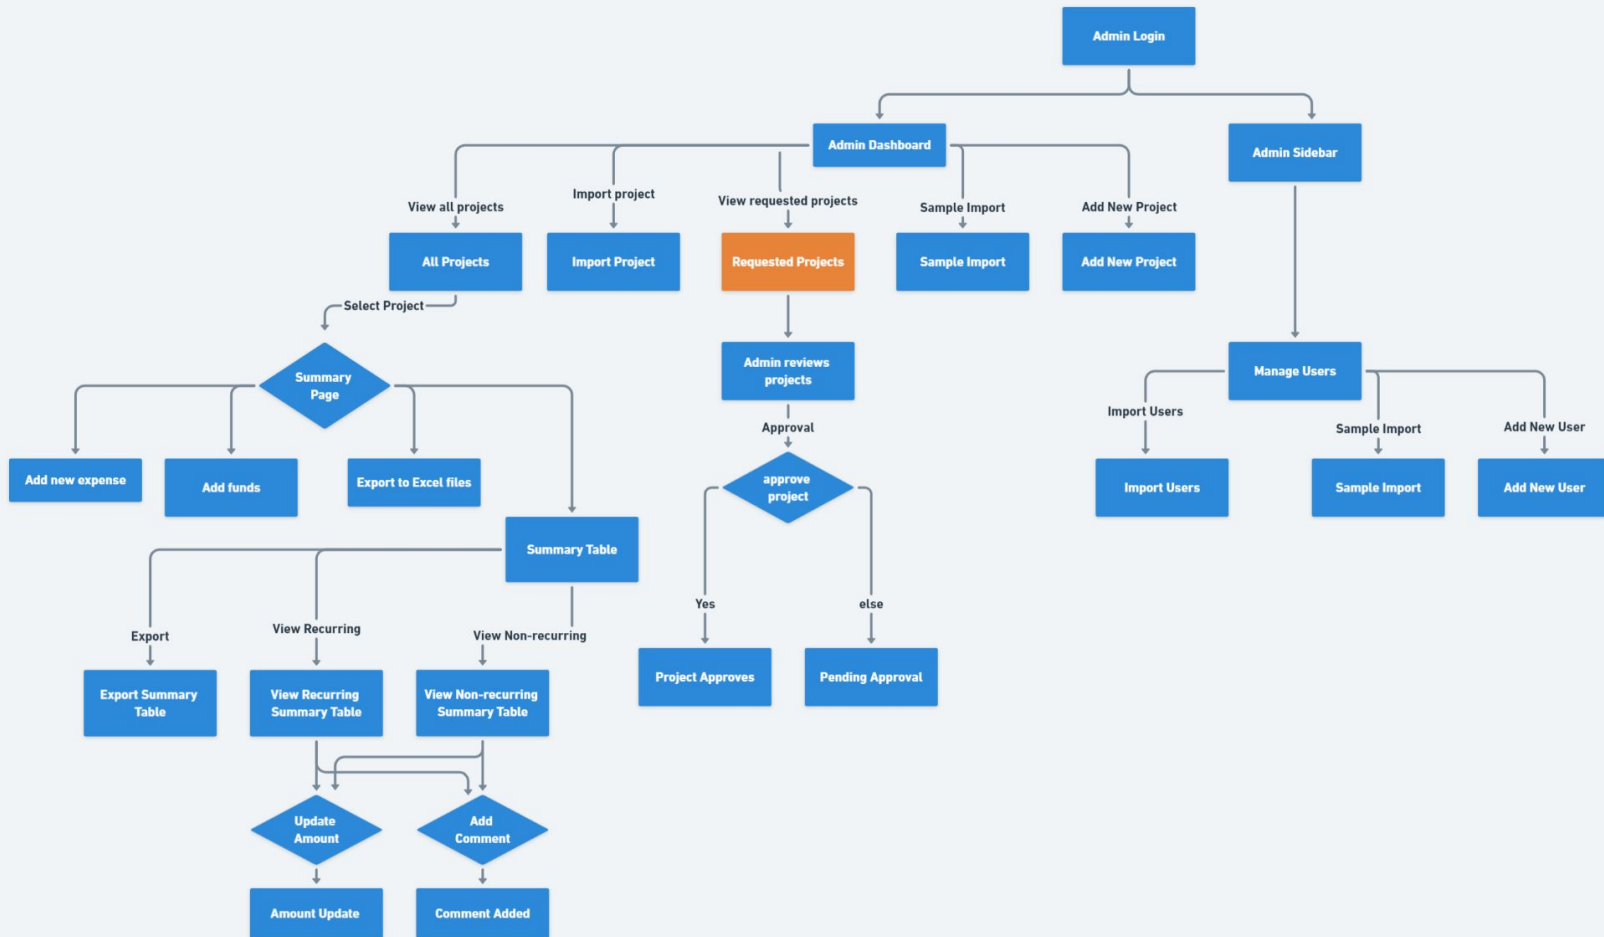 Admin Login
Admin Dashboard
Admin Sidebar
View all projects
Import project
View requested projects
Sample Import
Add New Project
All Projects
Import Project
Requested Projects
Sample Import
Add New Project
Select Project
Summary
Page
Admin reviews
projects
Manage Users
Import Users
Sample Import
Add New User
Approval
Add new expense
Add funds
Export to Excel files
approve
project
Import Users
Sample Import
Add New User
Summary Table
Yes
else
Export
View Recurring
View Non-recurring
Export Summary
Table
View Recurring
Summary Table
View Non-recurring
Summary Table
Project Approves
Pending Approval
Update
Amount
Add
Comment
Amount Update
Comment Added